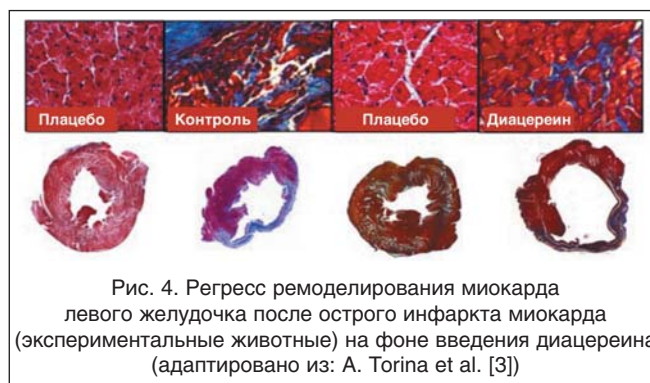 Плацебо Контроль Плацебо Диацереин
Рис. 4. Регресс ремоделирования миокарда
левого желудочка после острого инфаркта миокарда
(экспериментальные животные) на фоне введения диацереина
(адаптировано из: A. Torina et al. [3])